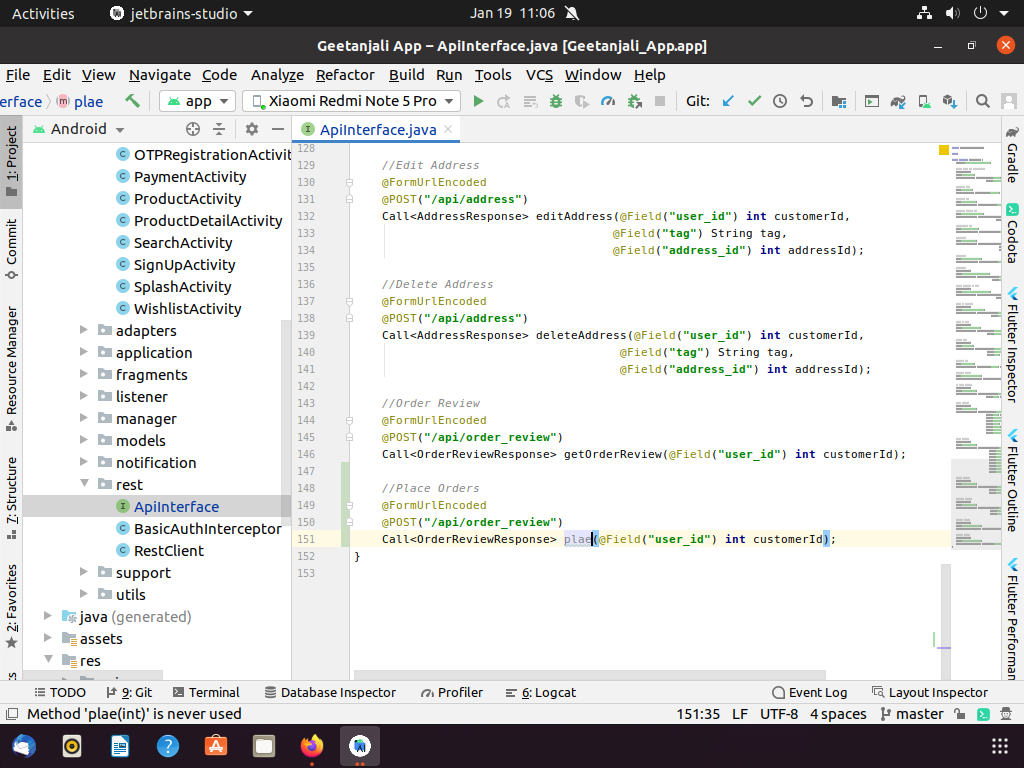 Activities
jetbrains-studio
Jan 19 11:06
Geetanjali App – ApiInterface.java [Geetanjali_App.app]
File Edit View Navigate Code Analyze Refactor Build Run Tools VCS Window Help
erface
m plae
app
Xiaomi Redmi Note 5 Pro
Git:
1: Project
Commit
Resource Manager
7: Structure
2: Favorites
Android
OTPRegistrationActivit
PaymentActivity
ProductActivity
ProductDetailActivity
SearchActivity
SignUpActivity
SplashActivity
WishlistActivity
adapters
application
fragments
listener
manager
models
notification
rest
ApiInterface
BasicAuthInterceptor
RestClient
support
utils
java (generated)
assets
res
ApiInterface.java
128
129 //Edit Address
130 @FormUrlEncoded
131 @POST("/api/address")
132 Call<AddressResponse> editAddress(@Field("user_id") int customerId,
133 @Field("tag") String tag,
134 @Field("address_id") int addressId);
135
136 //Delete Address
137 @FormUrlEncoded
138 @POST("/api/address")
139 Call<AddressResponse> deleteAddress(@Field("user_id") int customerId,
140 @Field("tag") String tag,
141 @Field("address_id") int addressId);
142
143 //Order Review
144 @FormUrlEncoded
145 @POST("/api/order_review")
146 Call<OrderReviewResponse> getOrderReview(@Field("user_id") int customerId);
147
148 //Place Orders
149 @FormUrlEncoded
150 @POST("/api/order_review")
151 Call<OrderReviewResponse> plae(@Field("user_id") int customerId);
152 }
153
Gradle
Codota
Flutter Inspector
Flutter Outline
Flutter Performan
TODO
9: Git
Terminal
Database Inspector
Profiler
6: Logcat
Event Log
Layout Inspector
Method 'plae(int)' is never used
151:35 LF UTF-8 4 spaces master